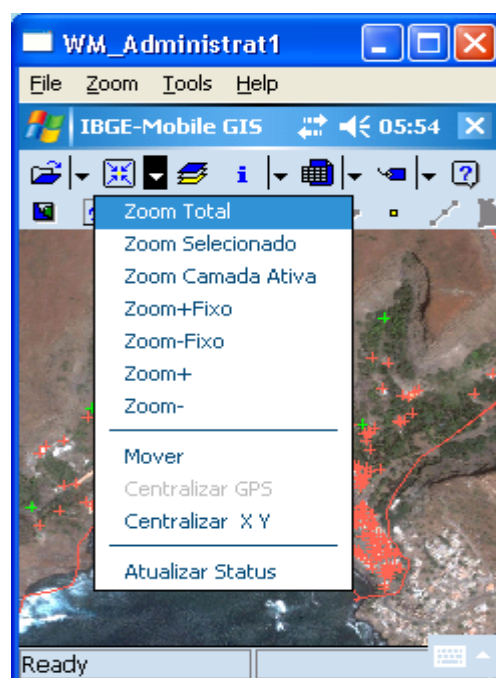 WM_Administrat1
File Zoom Tools Help
IBGE-Mobile GIS 05:54
Zoom Total
Zoom Selecionado
Zoom Camada Ativa
Zoom+Fixo
Zoom-Fixo
Zoom+
Zoom-
Mover
Centralizar GPS
Centralizar X Y
Atualizar Status
Ready